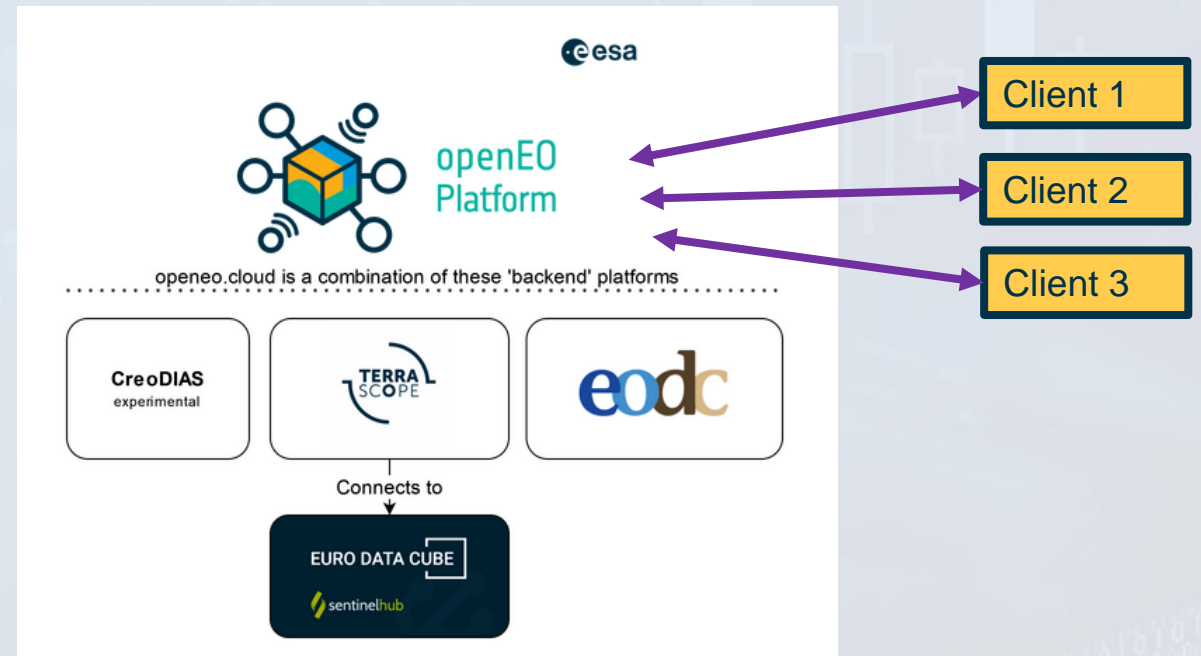 esa
openEO
Platform
openeo.cloud is a combination of these 'backend' platforms
CreoDIAS
experimental
TERRA
SCOPE
eodc
Connects to
EURO DATA CUBE
sentinelhub
Client 1
Client 2
Client 3